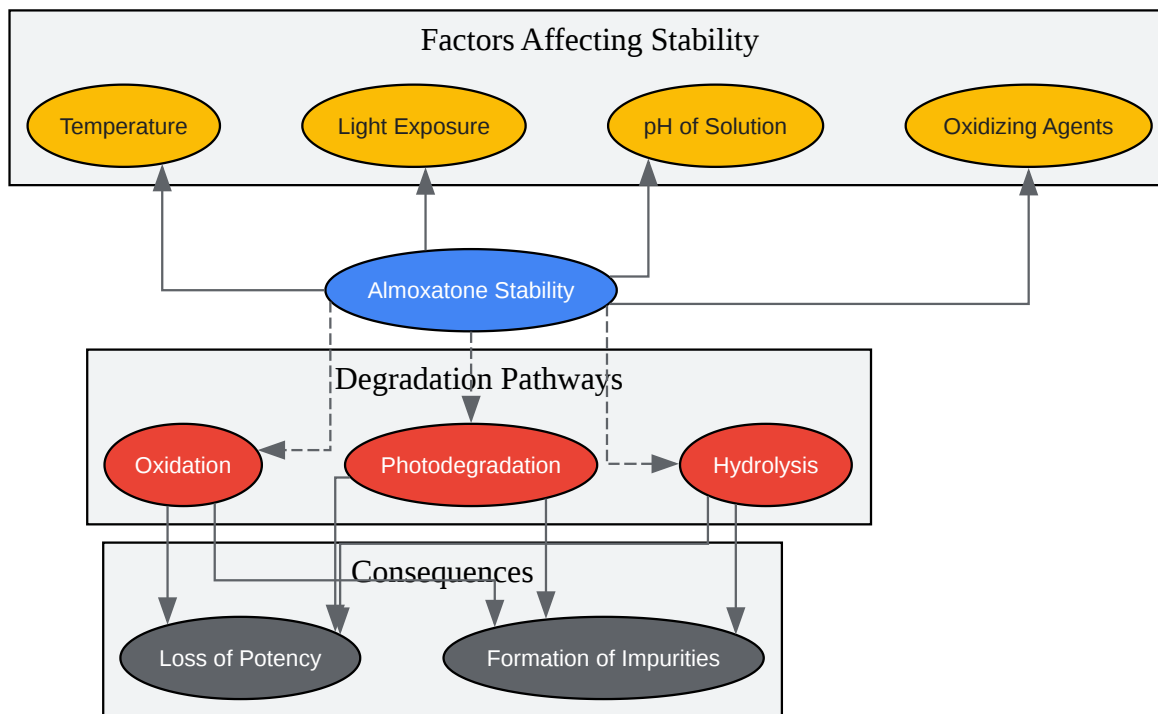 Factors Affecting Stability
Temperature
Light Exposure
pH of Solution
Oxidizing Agents
Almoxatone Stability
Degradation Pathways
Oxidation
Photodegradation
Hydrolysis
Consequences
Loss of Potency
Formation of Impurities